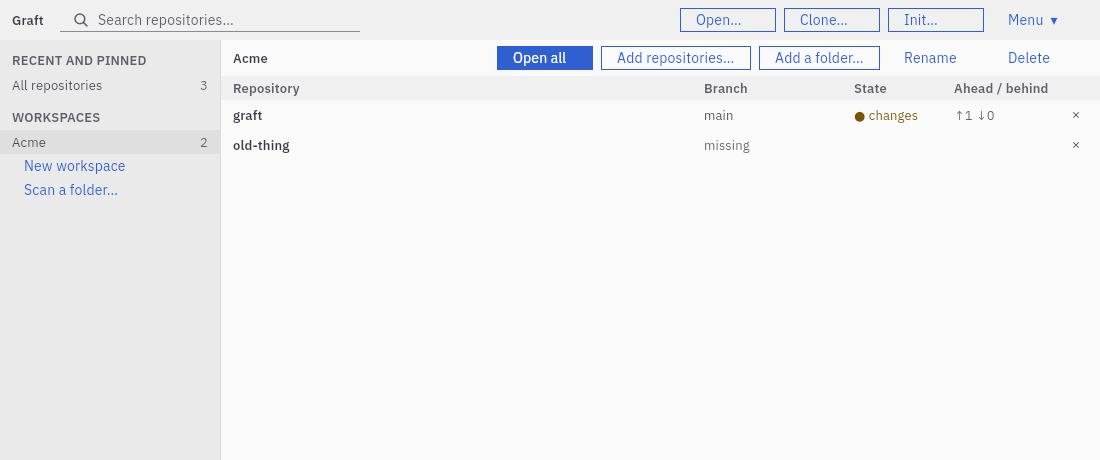 Graft Search repositories... Open... Clone... Init... Menu ▾
RECENT AND PINNED
All repositories 3
WORKSPACES
Acme 2
New workspace
Scan a folder...
Acme Open all Add repositories... Add a folder... Rename Delete
Repository Branch State Ahead / behind
graft main ● changes ↑1 ↓0 ×
old-thing missing ×